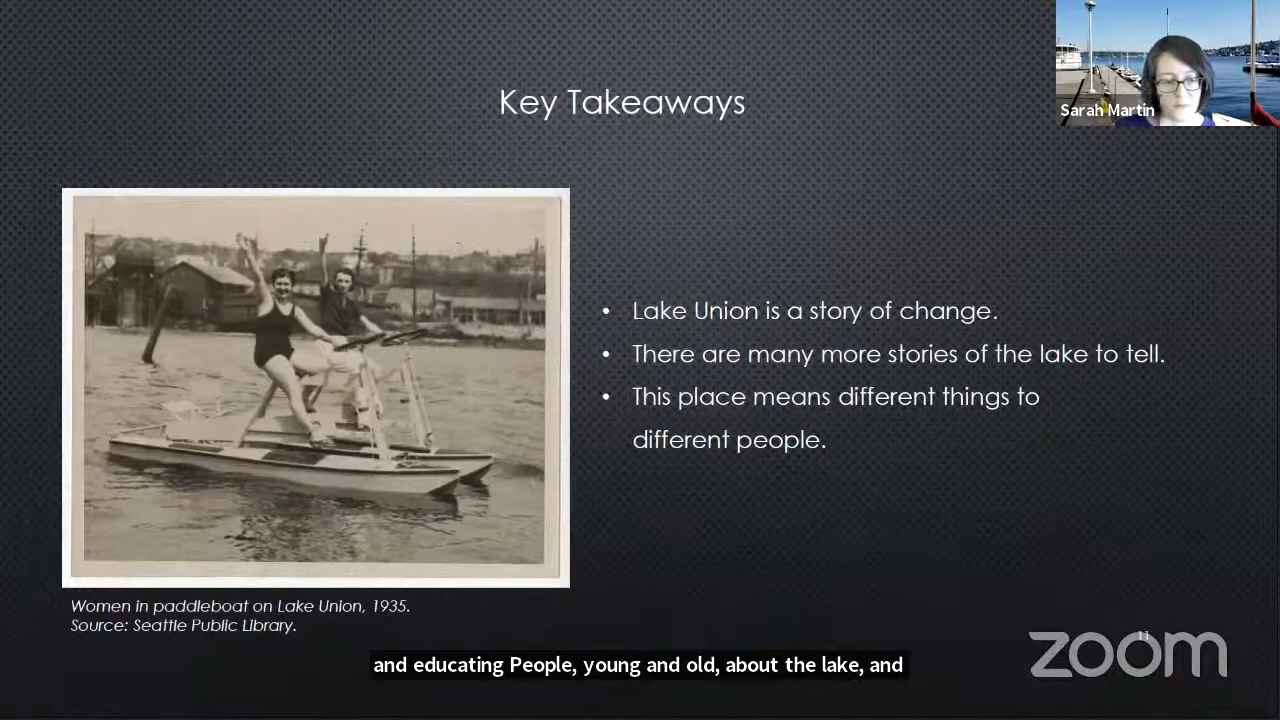 Key Takeaways
Sarah Martin
• Lake Union is a story of change.
• There are many more stories of the lake to tell.
• This place means different things to
different people.
Women in paddleboat on Lake Union, 1935.
Source: Seattle Public Library.
11
zoom
and educating People, young and old, about the lake, and